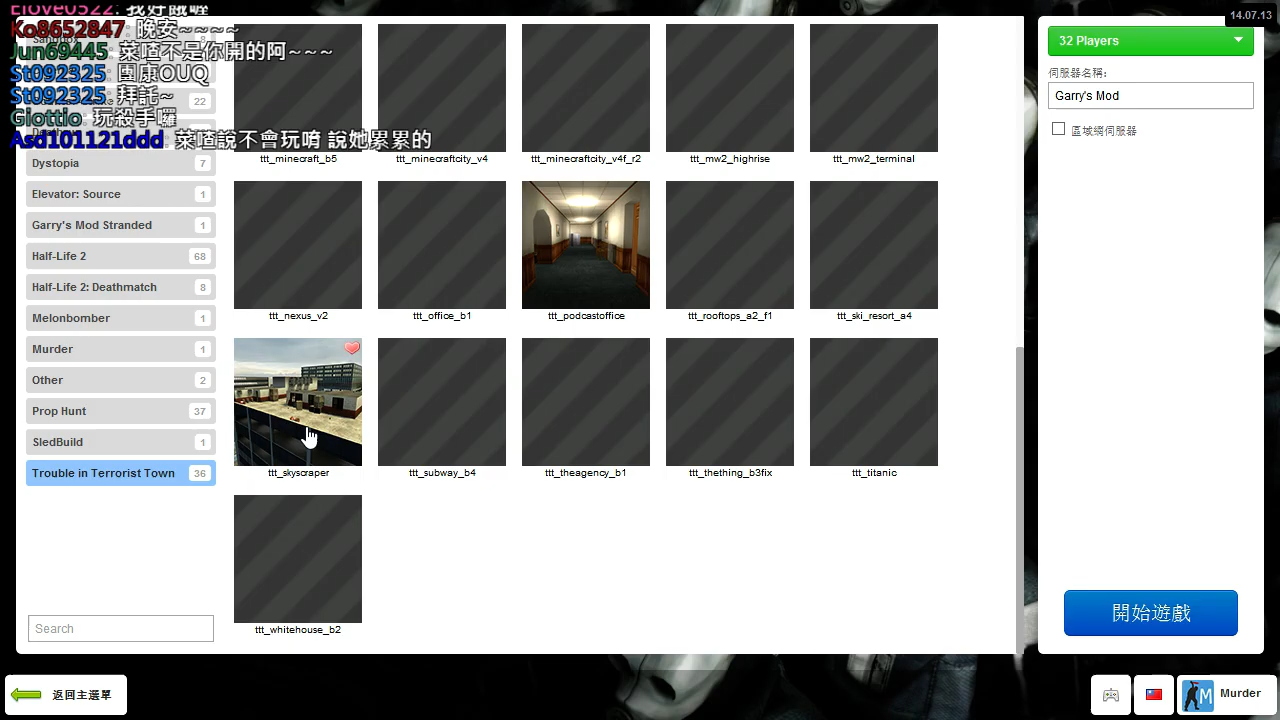 Elove0522: 我好餓喔
Ko8652847: 晚安~~~~
Jun69445: 菜喳不是你開的阿~~~
St092325: 團康OUQ
St092325: 拜託~
Giottio: 玩殺手囉
Asd101121ddd: 菜喳說不會玩唷 說她累累的
22
Dystopia 7
Elevator: Source 1
Garry's Mod Stranded 1
Half-Life 2 68
Half-Life 2: Deathmatch 8
Melonbomber 1
Murder 1
Other 2
Prop Hunt 37
SledBuild 1
Trouble in Terrorist Town 36
Search
ttt_minecraft_b5
ttt_minecraftcity_v4
ttt_minecraftcity_v4f_r2
ttt_mw2_highrise
ttt_mw2_terminal
ttt_nexus_v2
ttt_office_b1
ttt_podcastoffice
ttt_rooftops_a2_f1
ttt_ski_resort_a4
ttt_skyscraper
ttt_subway_b4
ttt_theagency_b1
ttt_thething_b3fix
ttt_titanic
ttt_whitehouse_b2
14.07.13
32 Players
伺服器名稱:
Garry's Mod
區域網伺服器
開始遊戲
返回主選單
M Murder